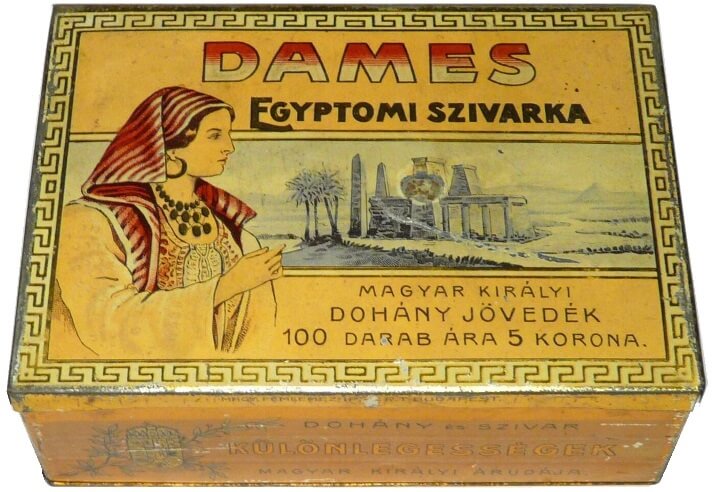 DAMES
EGYPTOMI SZIVARKA
MAGYAR KIRÁLYI
DOHÁNY JÖVEDÉK
100 DARAB ÁRA 5 KORONA.
BUDAPEST.
DOHÁNY és SZIVAR
KÜLÖNLEGESSÉGEK
MAGYAR KIRÁLYI ÁRUDÁJA.